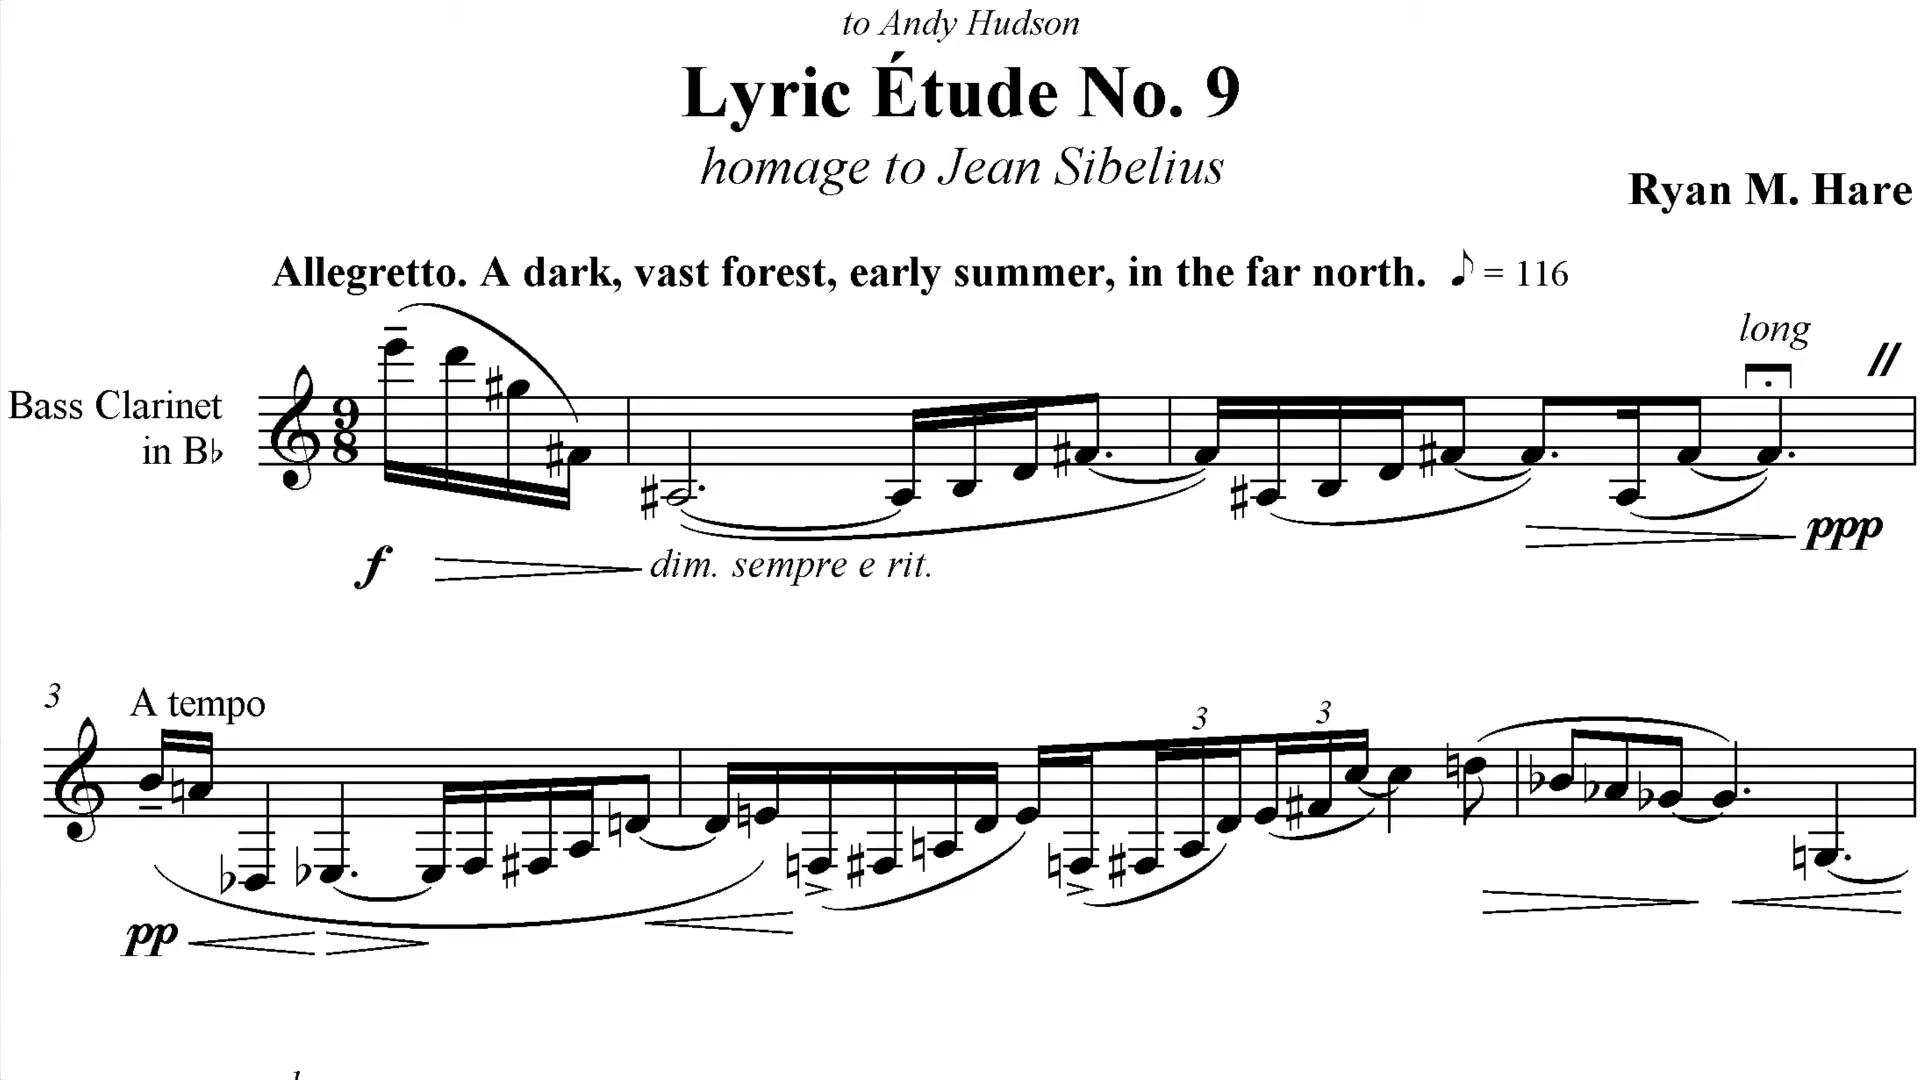 to Andy Hudson
Lyric Étude No. 9
homage to Jean Sibelius
Ryan M. Hare
Allegretto. A dark, vast forest, early summer, in the far north. ♪ = 116
long
Bass Clarinet
in B♭
9
8
f
dim. sempre e rit.
ppp
3
A tempo
3
3
pp